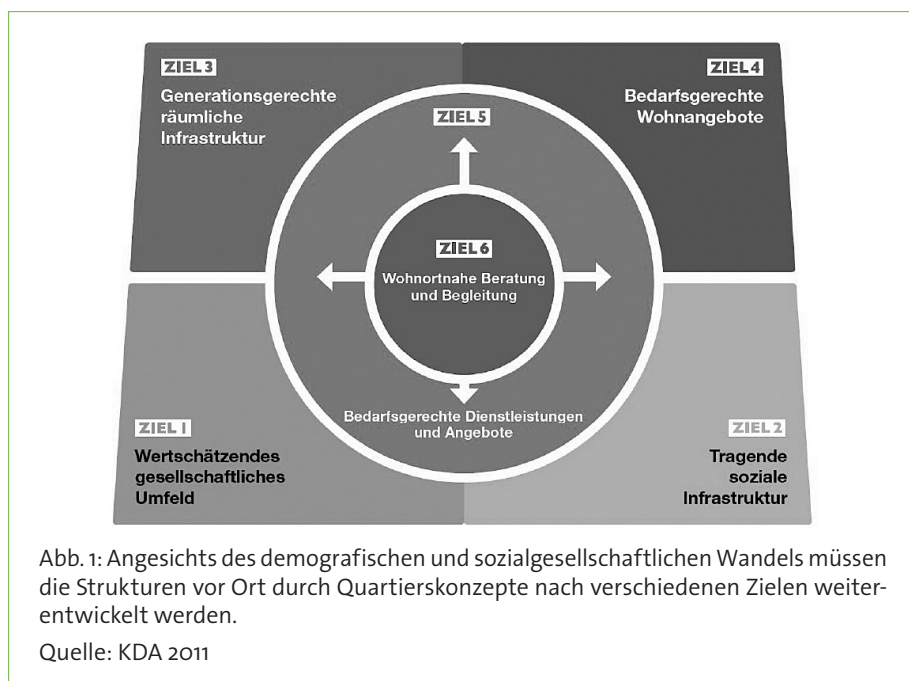 ZIEL 3
Generationsgerechte
räumliche
Infrastruktur
ZIEL 4
Bedarfsgerechte
Wohnangebote
ZIEL 5
ZIEL 6
Wohnortnahe Beratung
und Begleitung
Bedarfsgerechte Dienstleistungen
und Angebote
ZIEL 1
Wertschätzendes
gesellschaftliches
Umfeld
ZIEL 2
Tragende
soziale
Infrastruktur
Abb. 1: Angesichts des demografischen und sozialgesellschaftlichen Wandels müssen
die Strukturen vor Ort durch Quartierskonzepte nach verschiedenen Zielen weiter-
entwickelt werden.
Quelle: KDA 2011